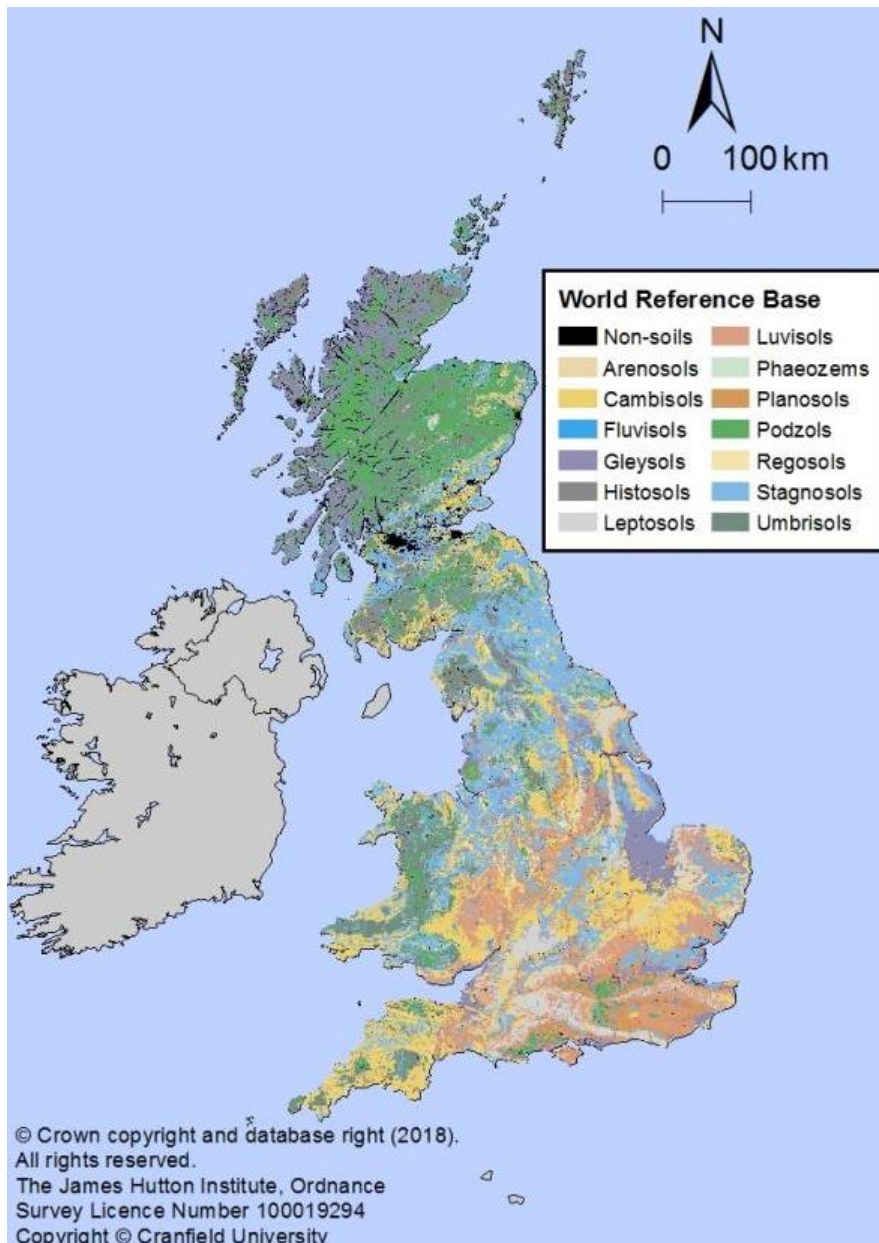 N
0 100 km
World Reference Base
Non-soils Luvisols
Arenosols Phaeozems
Cambisols Planosols
Fluvisols Podzols
Gleysols Regosols
Histosols Stagnosols
Leptosols Umbrisols
© Crown copyright and database right (2018).
All rights reserved.
The James Hutton Institute, Ordnance
Survey Licence Number 100019294
Copyright © Cranfield University